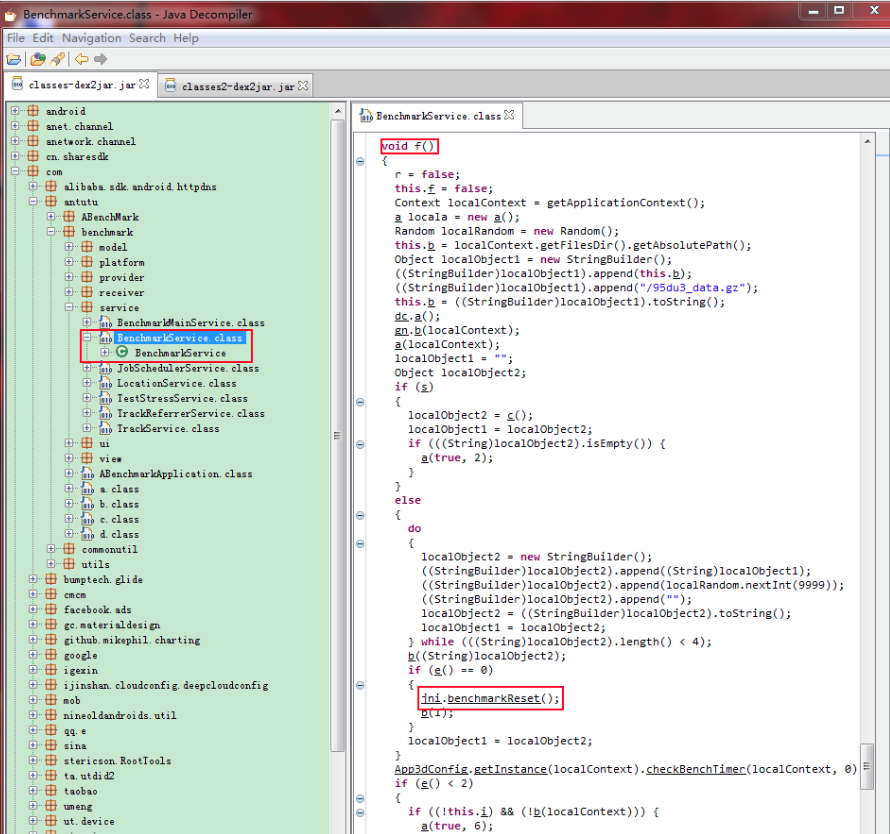 BenchmarkService.class - Java Decompiler
File Edit Navigation Search Help
classes-dex2jar.jar
classes2-dex2jar.jar
android
anet.channel
anetwork.channel
cn.sharesdk
com
alibaba.sdk.android.httpdns
antutu
ABenchMark
benchmark
model
platform
provider
receiver
service
BenchmarkMainService.class
BenchmarkService.class
BenchmarkService
JobSchedulerService.class
LocationService.class
TestStressService.class
TrackReferrerService.class
TrackService.class
ui
view
ABenchmarkApplication.class
a.class
b.class
c.class
d.class
commonutil
utils
bumptech.glide
cmcm
facebook.ads
gc.materialdesign
github.mikephil.charting
google
igexin
ijinshan.cloudconfig.deepcloudconfig
mob
nineoldandroids.util
qq.e
sina
stericson.RootTools
ta.utdid2
taobao
umeng
ut.device
BenchmarkService.class
void f()
{
r = false;
this.f = false;
Context localContext = getApplicationContext();
a locala = new a();
Random localRandom = new Random();
this.b = localContext.getFilesDir().getAbsolutePath();
Object localObject1 = new StringBuilder();
((StringBuilder)localObject1).append(this.b);
((StringBuilder)localObject1).append("/95du3_data.gz");
this.b = ((StringBuilder)localObject1).toString();
dc.a();
gn.b(localContext);
a(localContext);
localObject1 = "";
Object localObject2;
if (s)
{
localObject2 = c();
localObject1 = localObject2;
if (((String)localObject2).isEmpty()) {
a(true, 2);
}
}
else
{
do
{
localObject2 = new StringBuilder();
((StringBuilder)localObject2).append((String)localObject1);
((StringBuilder)localObject2).append(localRandom.nextInt(9999));
((StringBuilder)localObject2).append("");
localObject2 = ((StringBuilder)localObject2).toString();
localObject1 = localObject2;
} while (((String)localObject2).length() < 4);
b((String)localObject2);
if (e() == 0)
{
jni.benchmarkReset();
b(1);
}
localObject1 = localObject2;
}
App3dConfig.getInstance(localContext).checkBenchTimer(localContext, 0)
if (e() < 2)
{
if ((!this.i) && (!b(localContext))) {
a(true, 6);